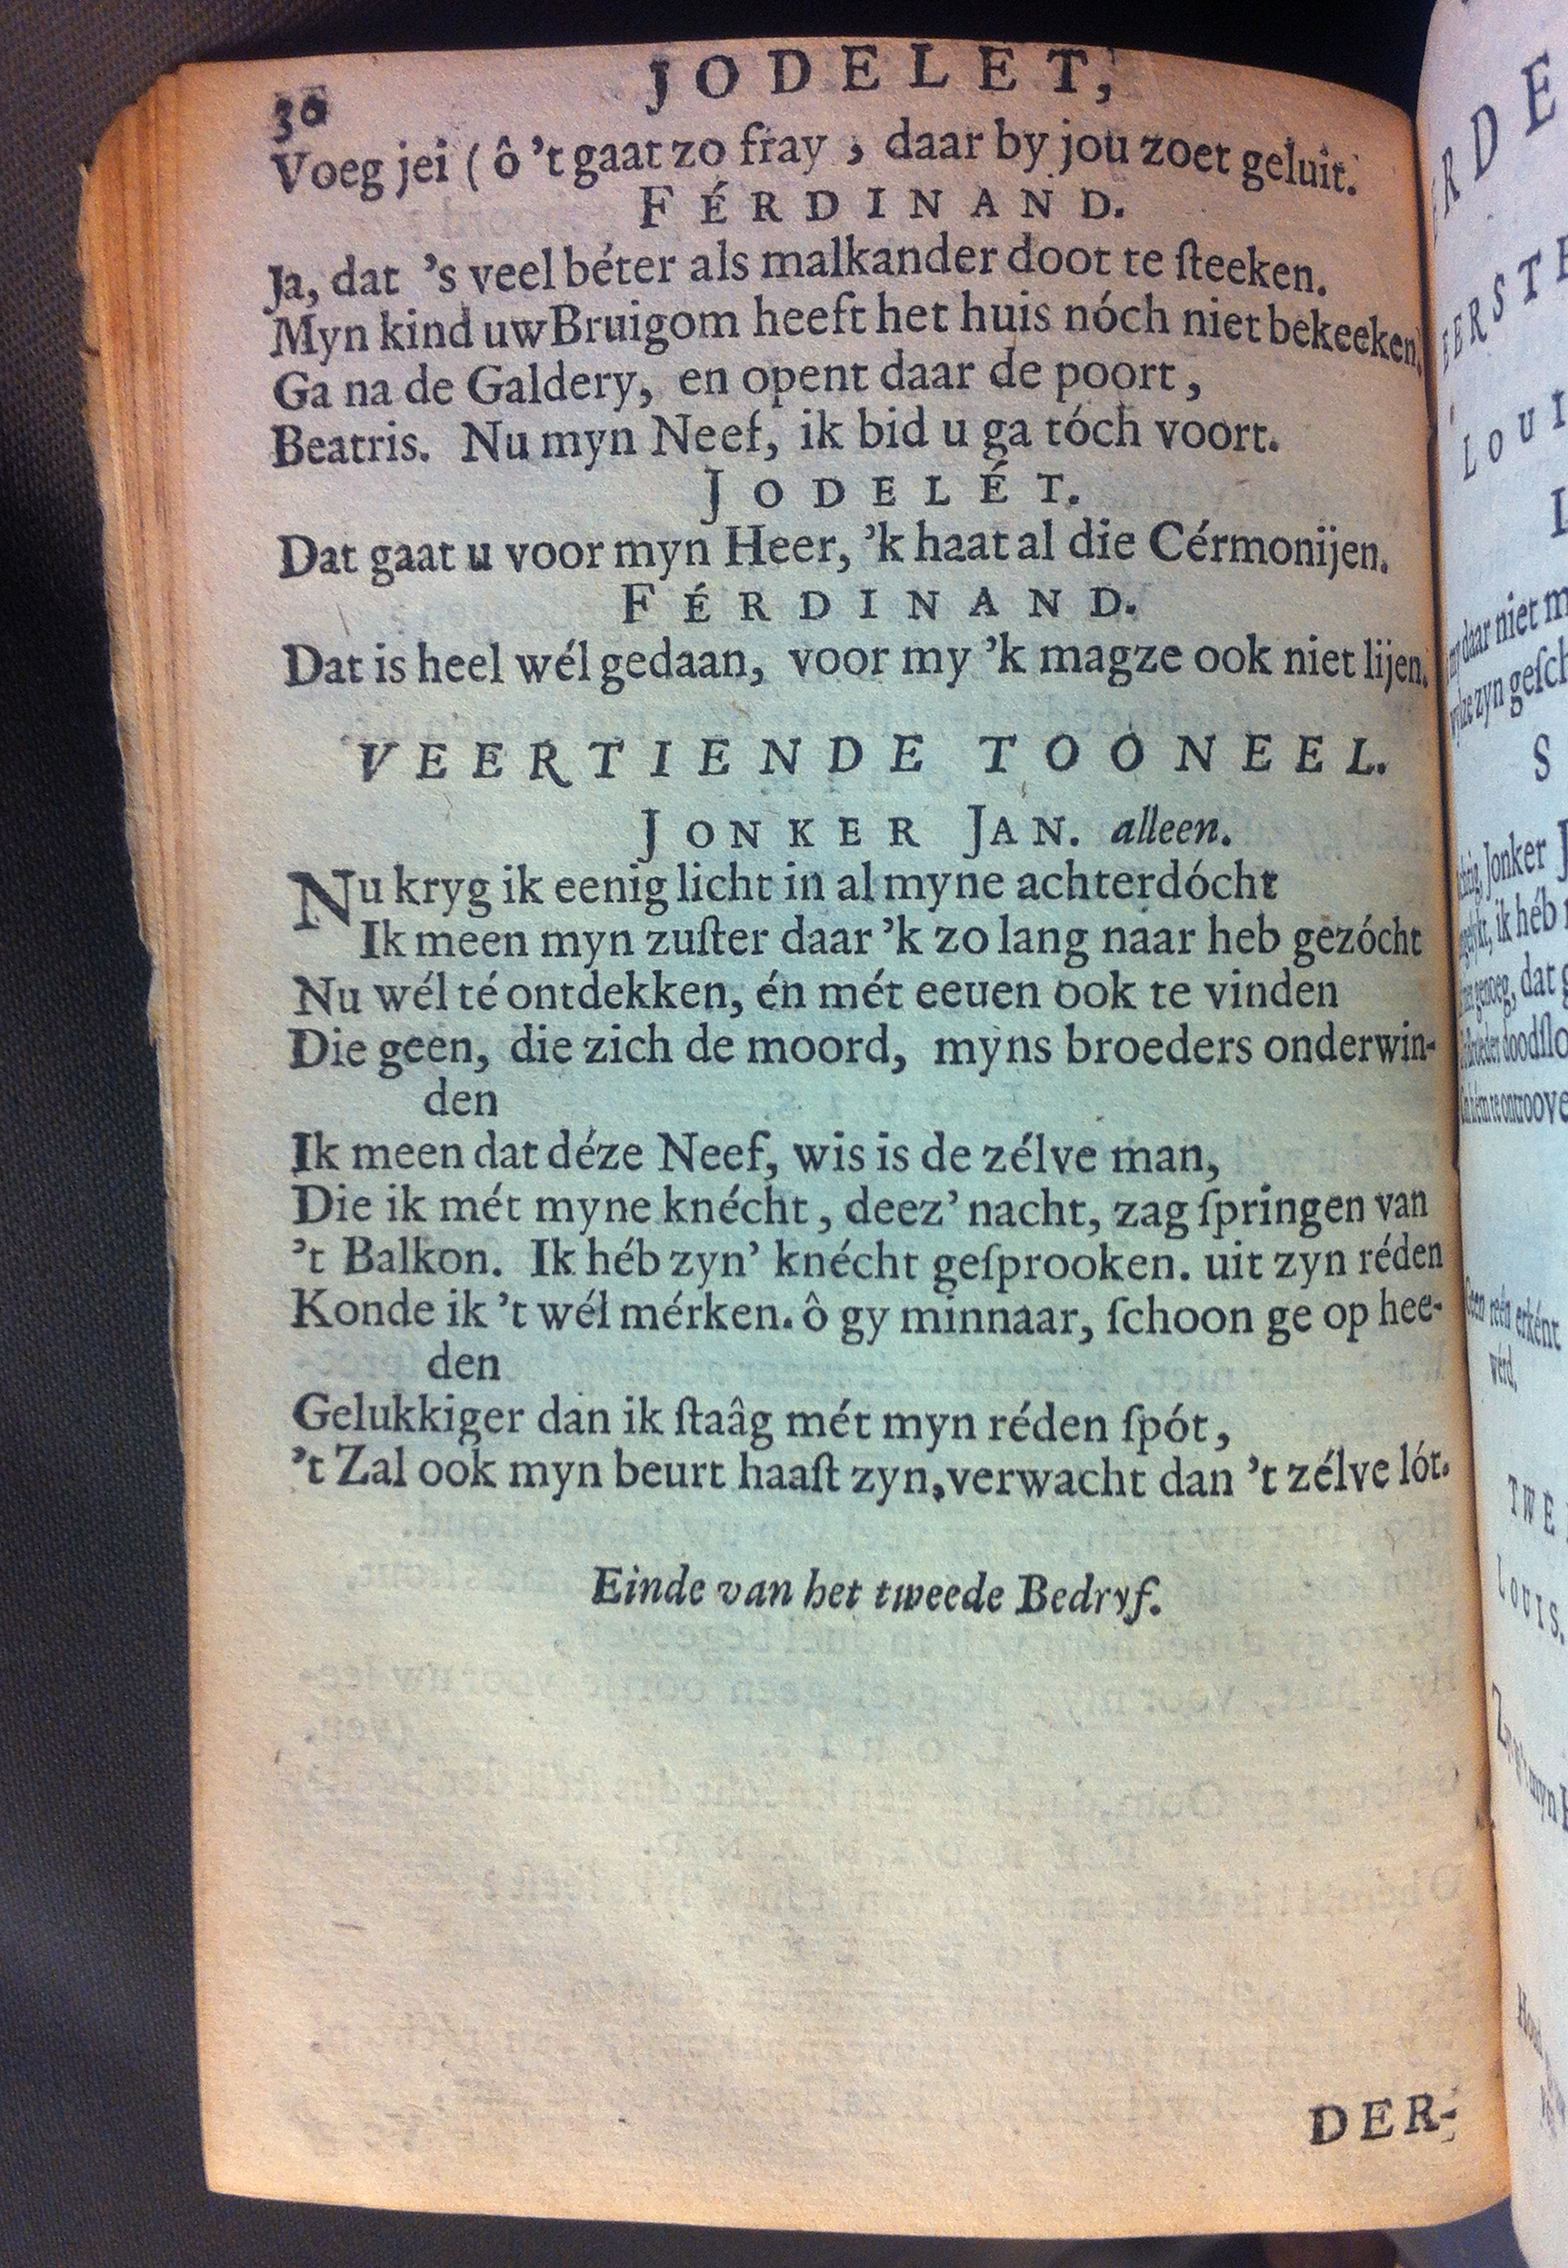 30
JODELET,
Voeg jei ( ô 't gaat zo fray , daar by jou zoet geluit.
FÉRDINAND.
Ja, dat 's veel béter als malkander doot te ſteeken.
Myn kind uw Bruigom heeft het huis nóch niet bekeeken,
Ga na de Galdery, en opent daar de poort,
Beatris. Nu myn Neef, ik bid u ga tóch voort.
JODELÉT.
Dat gaat u voor myn Heer, 'k haat al die Cérmonijen.
FÉRDINAND.
Dat is heel wél gedaan, voor my 'k magze ook niet lijen.
VEERTIENDE TOONEEL.
JONKER JAN. alleen.
Nu kryg ik eenig licht in al myne achterdócht
Ik meen myn zuſter daar 'k zo lang naar heb gezócht
Nu wél té ontdekken, én mét eeuen ook te vinden
Die geen, die zich de moord, myns broeders onderwin-
den
Ik meen dat déze Neef, wis is de zélve man,
Die ik mét myne knécht, deez' nacht, zag ſpringen van
't Balkon. Ik héb zyn' knécht geſprooken. uit zyn réden
Konde ik 't wél mérken. ô gy minnaar, ſchoon ge op hee-
den
Gelukkiger dan ik ſtaâg mét myn réden ſpót,
't Zal ook myn beurt haaſt zyn, verwacht dan 't zélve lót.
Einde van het tweede Bedryf.
DER-